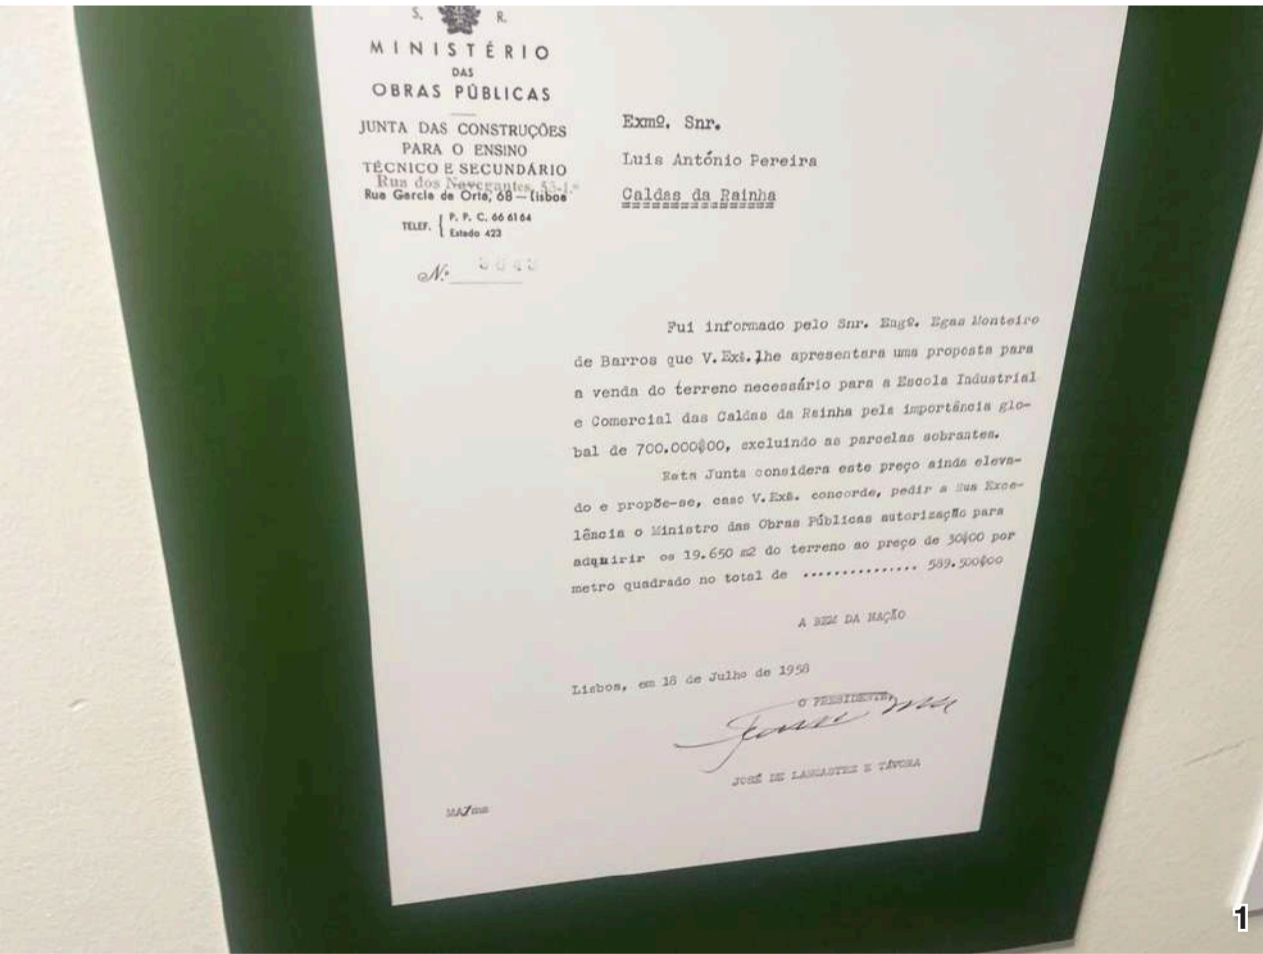 S. R.
MINISTÉRIO
DAS
OBRAS PÚBLICAS
JUNTA DAS CONSTRUÇÕES
PARA O ENSINO
TÉCNICO E SECUNDÁRIO
Rua dos Navegantes, 53-1.º
Rua Garcia de Orta, 68 — Lisboa
TELEF. { P. P. C. 66 61 64
Estado 423
N.º
Exmº. Snr.
Luis António Pereira
Caldas da Rainha
Fui informado pelo Snr. Engº. Egas Monteiro
de Barros que V.Exª. lhe apresentara uma proposta para
a venda do terreno necessário para a Escola Industrial
e Comercial das Caldas da Rainha pela importância glo-
bal de 700.000$00, excluindo as parcelas sobrantes.
Esta Junta considera este preço ainda eleva-
do e propõe-se, caso V.Exª. concorde, pedir a Sua Exce-
lência o Ministro das Obras Públicas autorização para
adquirir os 19.650 m2 do terreno ao preço de 30$00 por
metro quadrado no total de .............. 589.500$00
A BEM DA NAÇÃO
Lisboa, em 18 de Julho de 1958
O PRESIDENTE,
JOSÉ DE LANCASTRE E TÁVORA
MA/mm
1